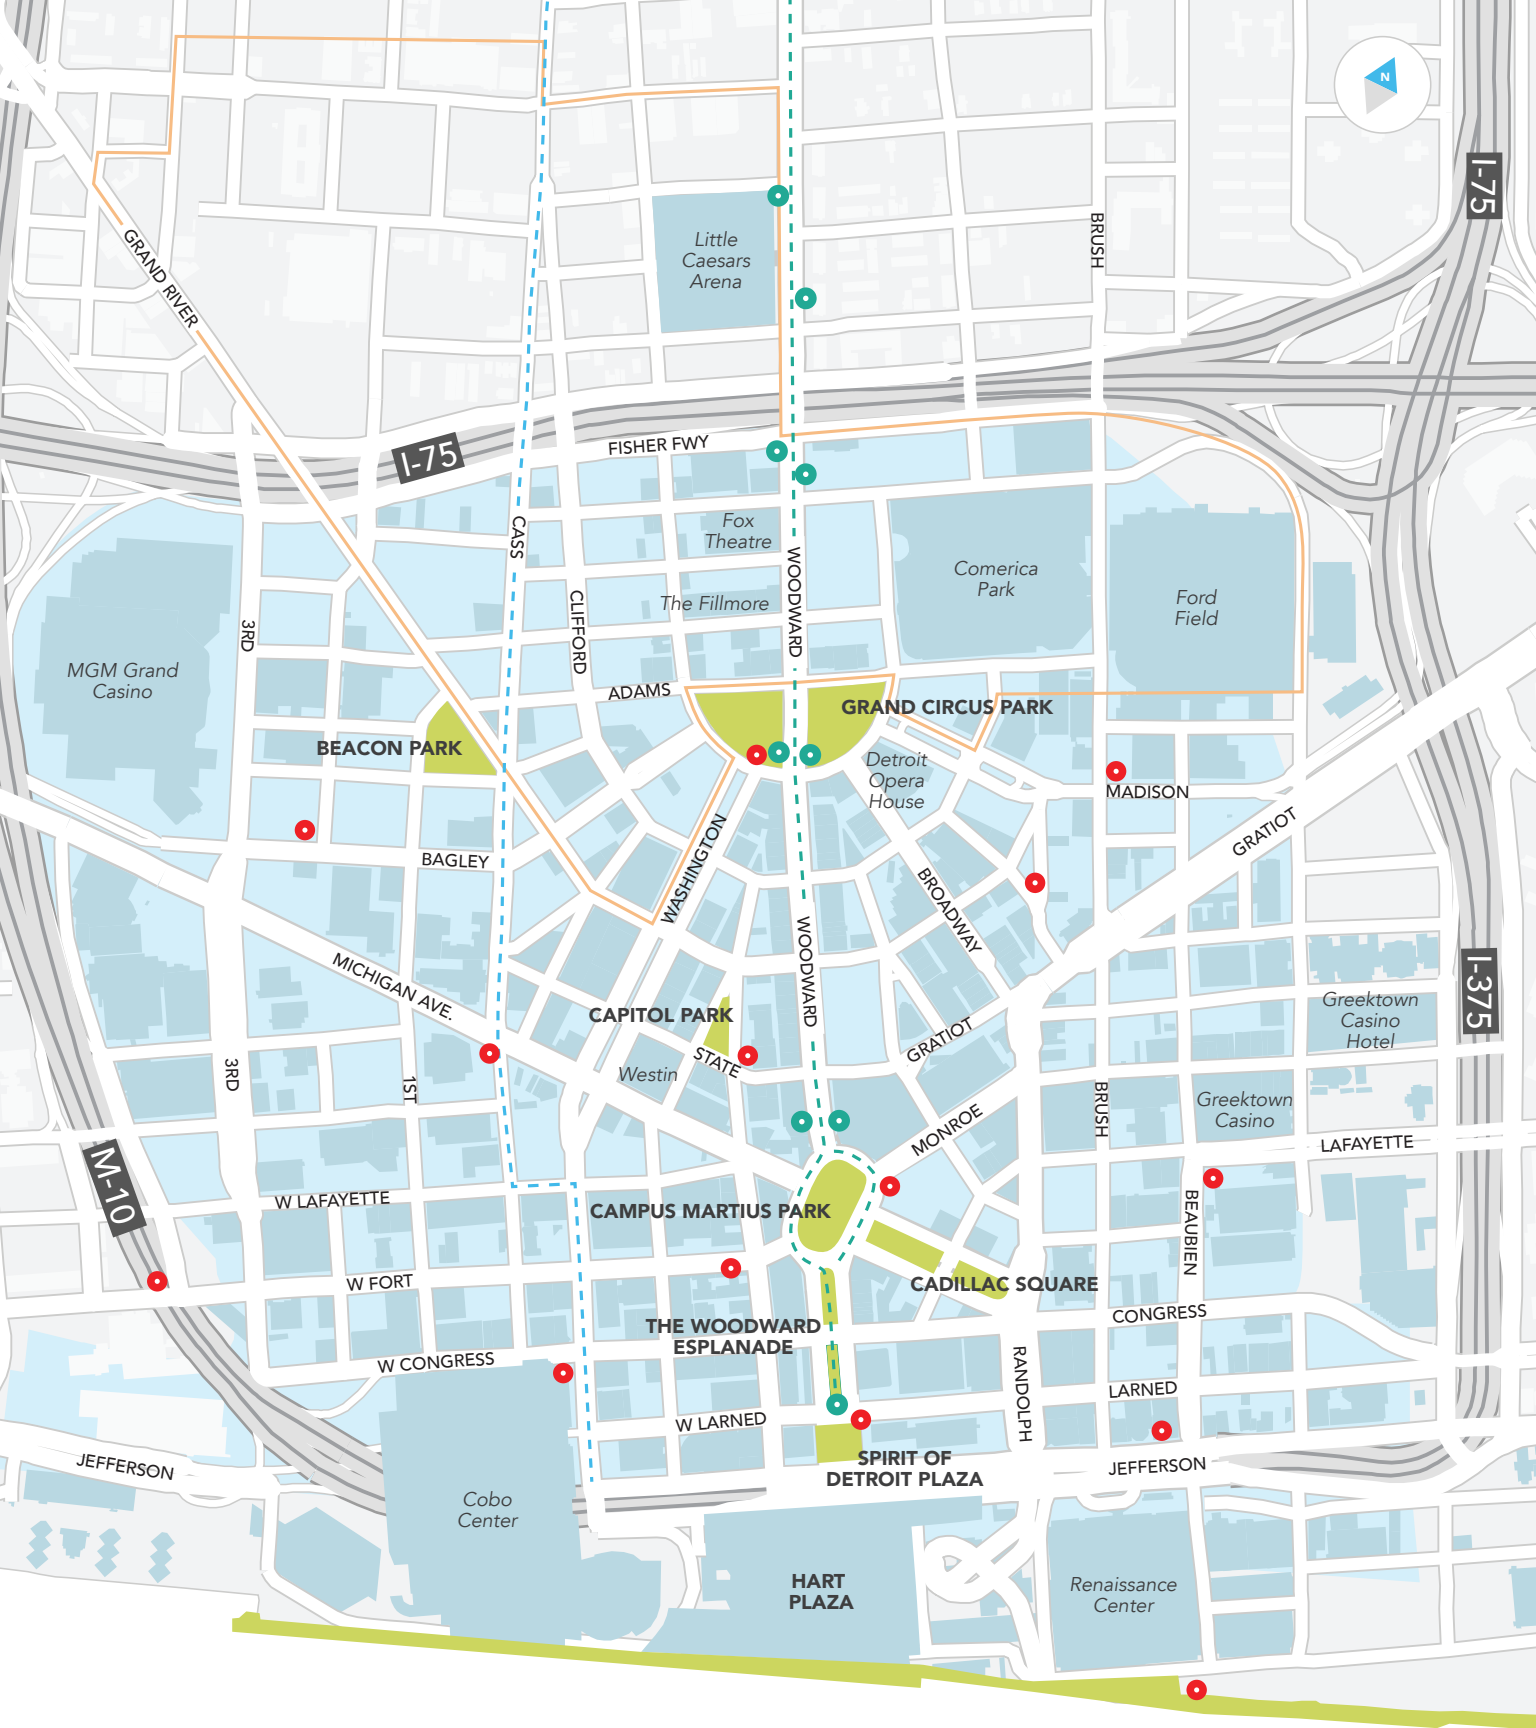 N
I-75
BRUSH
GRAND RIVER
Little
Caesars
Arena
I-75
FISHER FWY
CASS
Fox
Theatre
WOODWARD
Comerica
Park
Ford
Field
The Fillmore
3RD
CLIFFORD
MGM Grand
Casino
ADAMS
GRAND CIRCUS PARK
BEACON PARK
Detroit
Opera
House
MADISON
GRATIOT
BAGLEY
WASHINGTON
BROADWAY
WOODWARD
MICHIGAN AVE.
I-375
CAPITOL PARK
Greektown
Casino
Hotel
STATE
GRATIOT
Westin
3RD
1ST
BRUSH
Greektown
Casino
MONROE
LAFAYETTE
M-10
W LAFAYETTE
CAMPUS MARTIUS PARK
BEAUBIEN
W FORT
CADILLAC SQUARE
CONGRESS
THE WOODWARD
ESPLANADE
W CONGRESS
RANDOLPH
LARNED
W LARNED
SPIRIT OF
DETROIT PLAZA
JEFFERSON
JEFFERSON
Cobo
Center
HART
PLAZA
Renaissance
Center